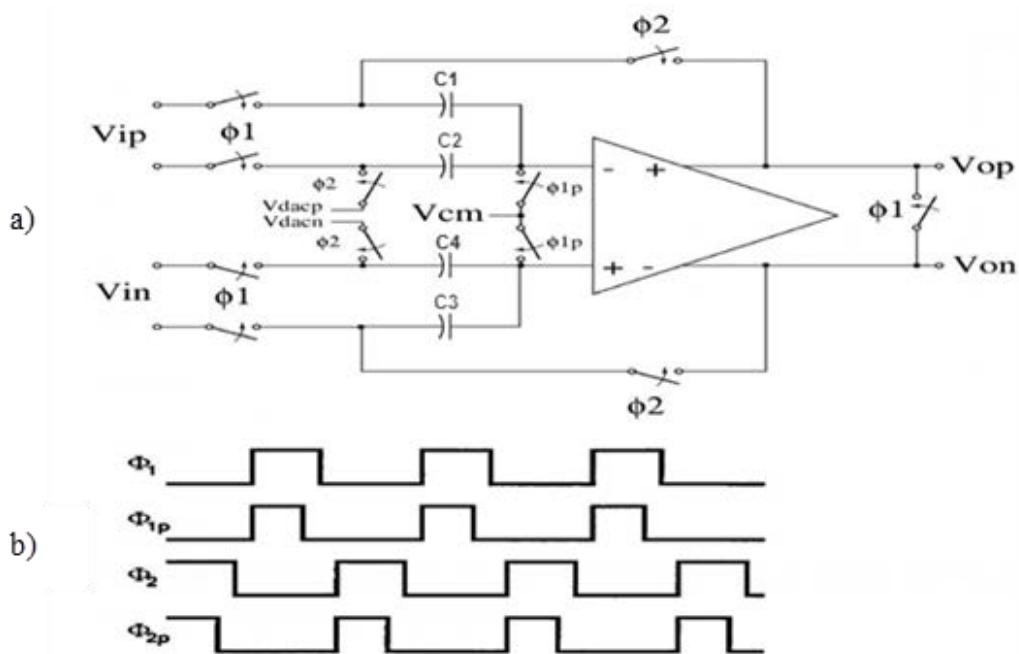 ϕ2
C1
Vip
ϕ1
C2
ϕ2
Vdacp
Vdacn
ϕ2
Vcm
ϕ1p
ϕ1p
-
+
Vop
a)
ϕ1
C4
+
-
Von
Vin
ϕ1
C3
ϕ2
b)
Φ1
Φ1p
Φ2
Φ2p